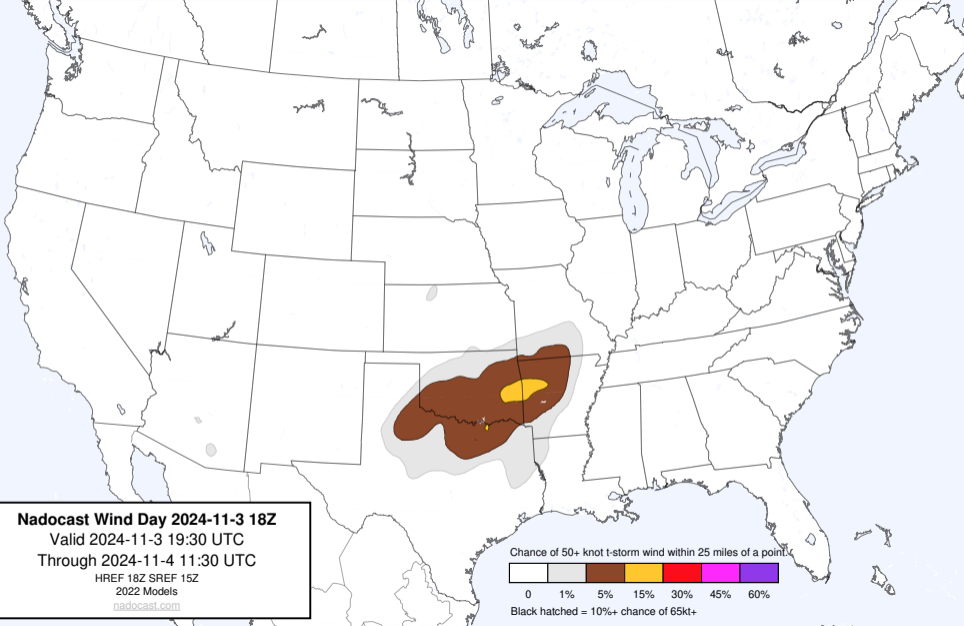 Nadocast Wind Day 2024-11-3 18Z
Valid 2024-11-3 19:30 UTC
Through 2024-11-4 11:30 UTC
HREF 18Z SREF 15Z
2022 Models
nadocast.com
Chance of 50+ knot t-storm wind within 25 miles of a point.
0 1% 5% 15% 30% 45% 60%
Black hatched = 10%+ chance of 65kt+